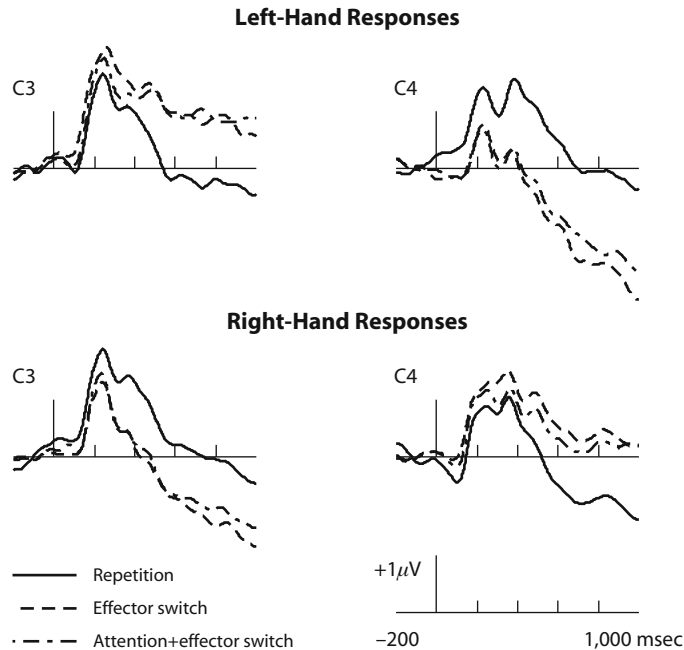 Left-Hand Responses
C3
C4
Right-Hand Responses
C3
C4
Repetition
Effector switch
Attention+effector switch
+1μV
–200
1,000 msec